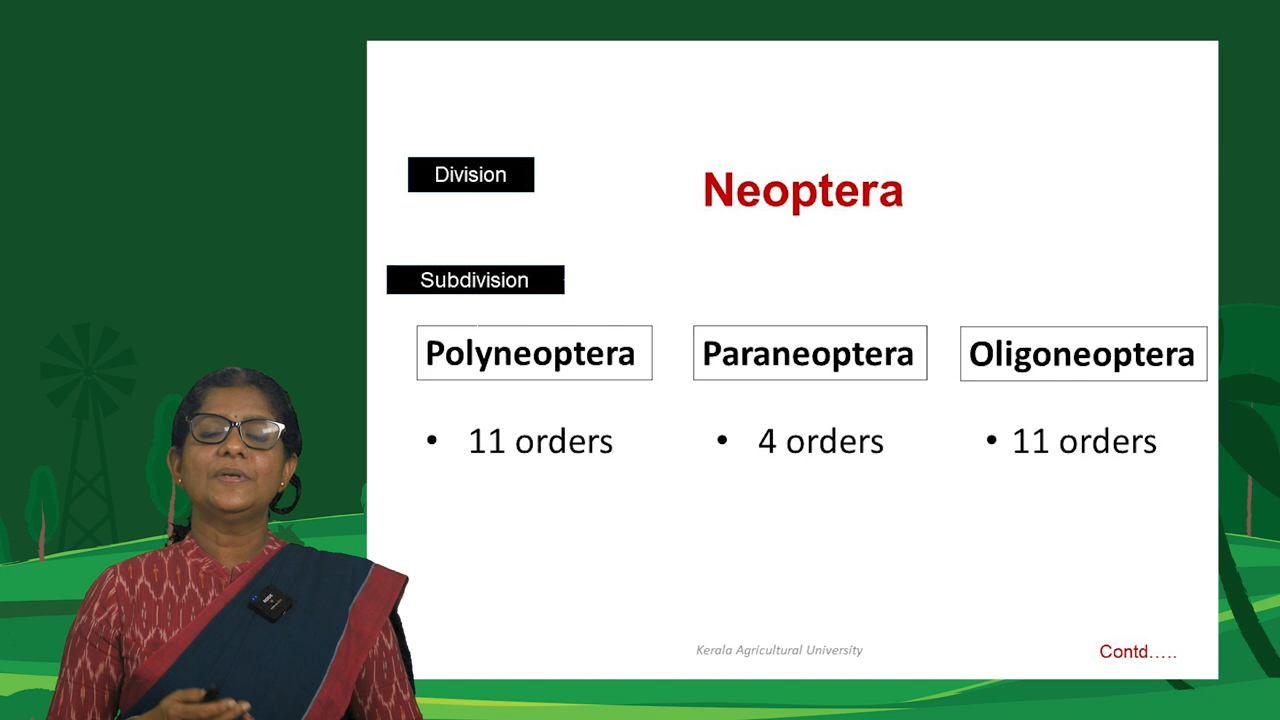 Division
Neoptera
Subdivision
Polyneoptera
Paraneoptera
Oligoneoptera
• 11 orders
• 4 orders
• 11 orders
Kerala Agricultural University
Contd.....